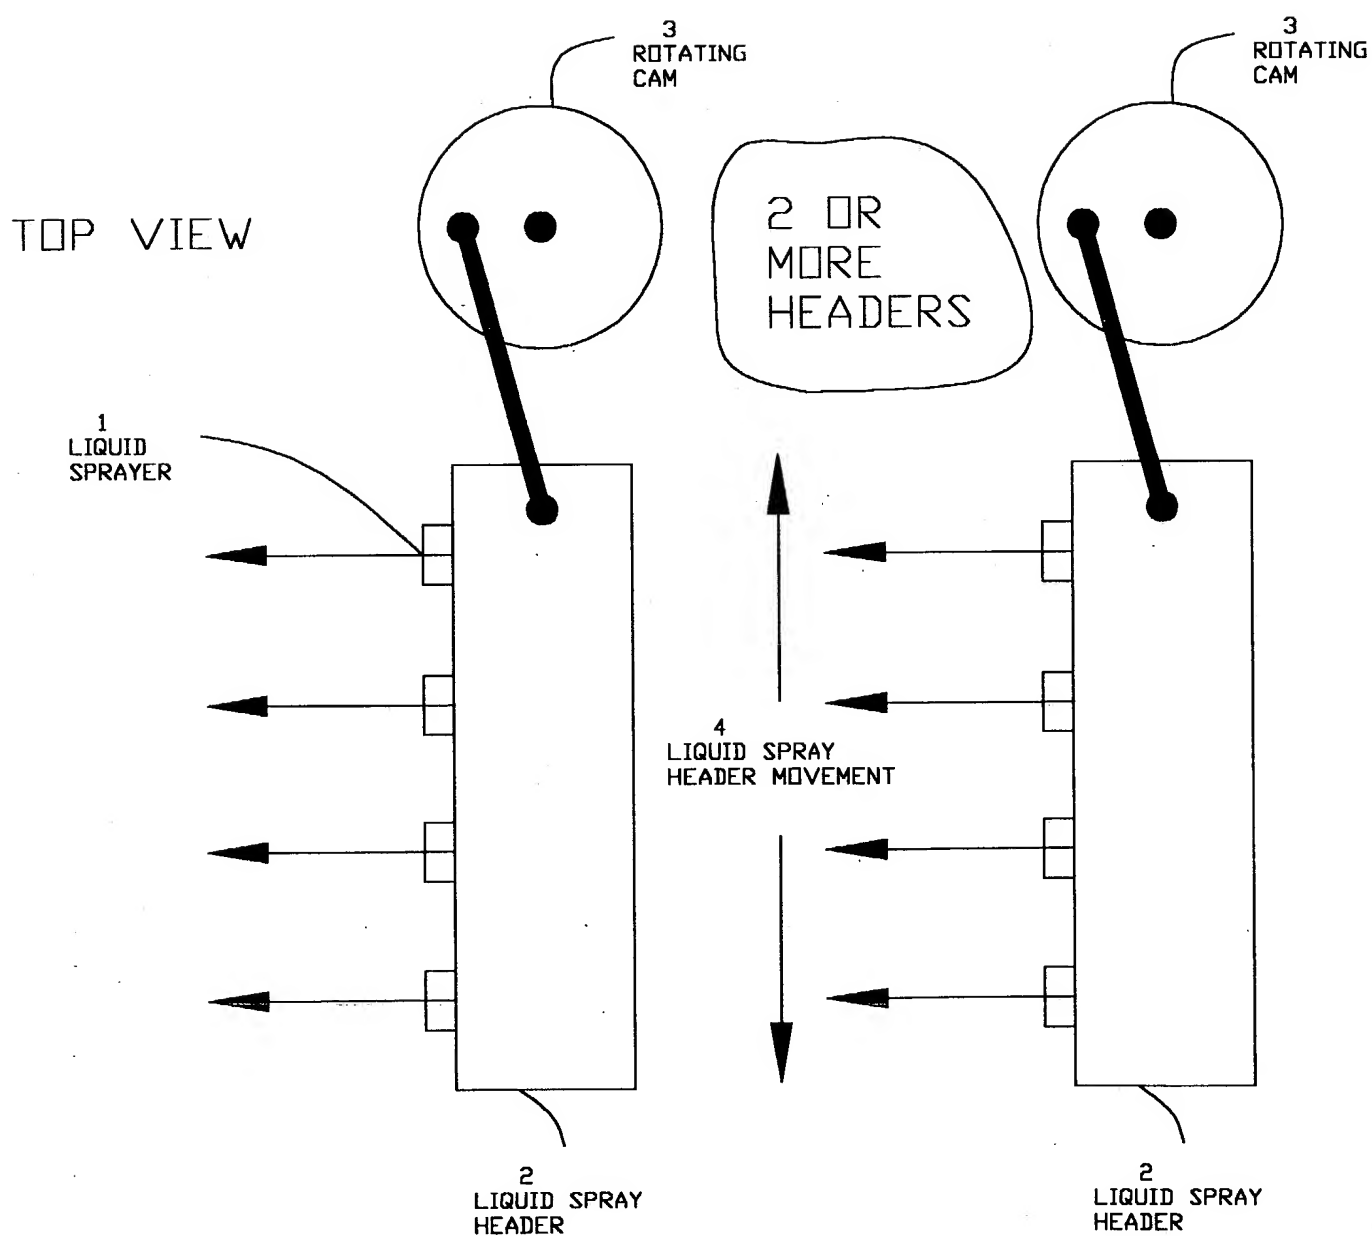 3
ROTATING
CAM
3
ROTATING
CAM
TOP VIEW
2 OR
MORE
HEADERS
1
LIQUID
SPRAYER
4
LIQUID SPRAY
HEADER MOVEMENT
2
LIQUID SPRAY
HEADER
2
LIQUID SPRAY
HEADER